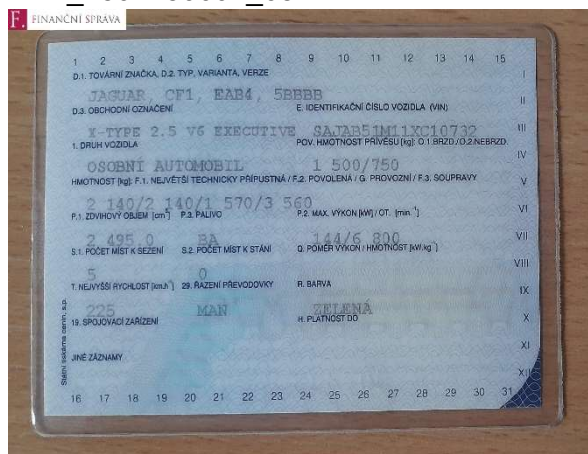 FINANČNÍ SPRÁVA
1 2 3 4 5 6 7 8 9 10 11 12 13 14 15
D.1. TOVÁRNÍ ZNAČKA, D.2. TYP, VARIANTA, VERZE I
JAGUAR, CF1, EAB4, 5BBBB
D.3. OBCHODNÍ OZNAČENÍ E. IDENTIFIKAČNÍ ČÍSLO VOZIDLA (VIN) II
X-TYPE 2.5 V6 EXECUTIVE SAJAB51M11XC10732 III
1. DRUH VOZIDLA POV. HMOTNOST PŘÍVĚSU [kg]: O.1 BRZD./O.2 NEBRZD.
OSOBNÍ AUTOMOBIL 1 500/750 IV
HMOTNOST [kg]: F.1. NEJVĚTŠÍ TECHNICKY PŘÍPUSTNÁ / F.2. POVOLENÁ / G. PROVOZNÍ / F.3. SOUPRAVY V
2 140/2 140/1 570/3 560
P.1. ZDVIHOVÝ OBJEM [cm³] P.3. PALIVO P.2. MAX. VÝKON [kW] / OT. [min⁻¹] VI
2 495.0 BA 144/6 800 VII
S.1. POČET MÍST K SEZENÍ S.2. POČET MÍST K STÁNÍ Q. POMĚR VÝKON / HMOTNOST [kW.kg⁻¹]
5 0 VIII
T. NEJVYŠŠÍ RYCHLOST [km.h⁻¹] 29. ŘAZENÍ PŘEVODOVKY R. BARVA
225 MAN ZELENÁ IX
19. SPOJOVACÍ ZAŘÍZENÍ H. PLATNOST DO X
XI
JINÉ ZÁZNAMY
XII
16 17 18 19 20 21 22 23 24 25 26 27 28 29 30 31
Státní tiskárna cenin, s.p.